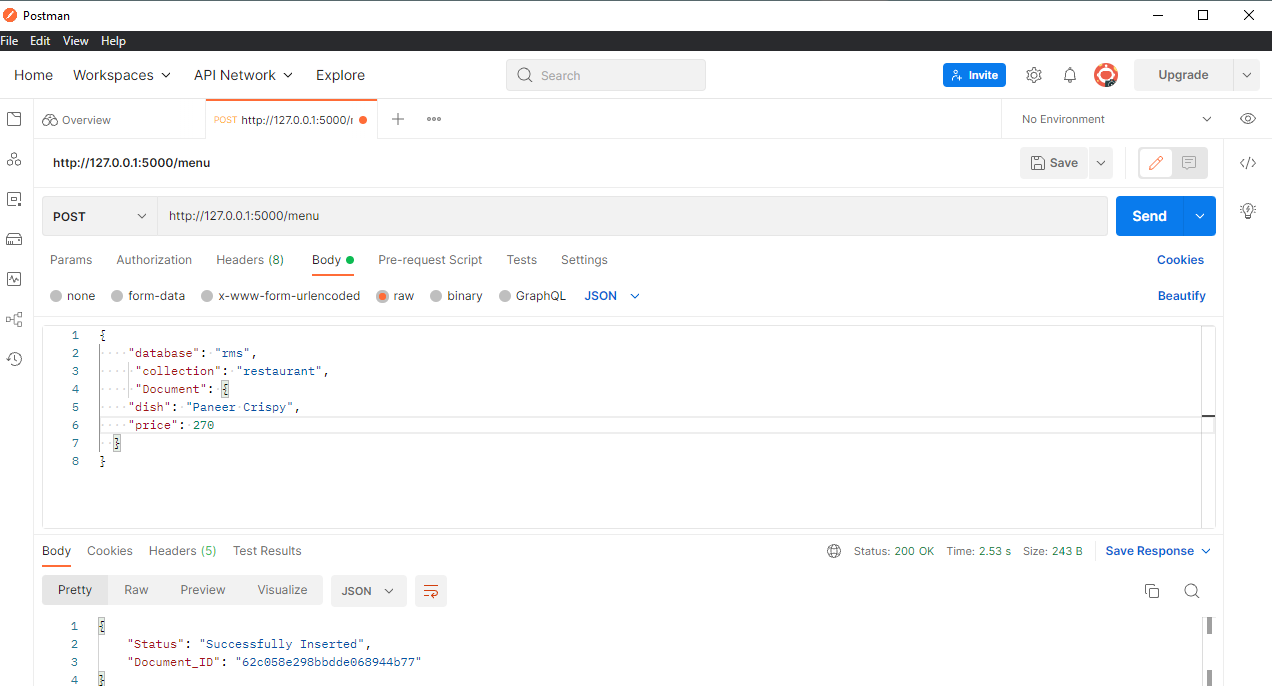 Postman
File Edit View Help
Home Workspaces API Network Explore Search Invite Upgrade
Overview POST http://127.0.0.1:5000/r No Environment
http://127.0.0.1:5000/menu Save
POST http://127.0.0.1:5000/menu Send
Params Authorization Headers (8) Body Pre-request Script Tests Settings Cookies
none form-data x-www-form-urlencoded raw binary GraphQL JSON Beautify
1 {
2 "database": "rms",
3 "collection": "restaurant",
4 "Document": {
5 "dish": "Paneer Crispy",
6 "price": 270
7 }
8 }
Body Cookies Headers (5) Test Results Status: 200 OK Time: 2.53 s Size: 243 B Save Response
Pretty Raw Preview Visualize JSON
1 {
2 "Status": "Successfully Inserted",
3 "Document_ID": "62c058e298bbdde068944b77"
4 }